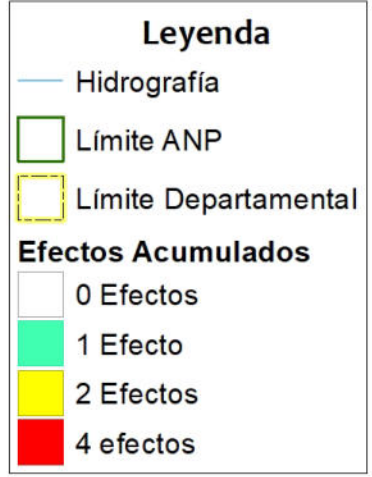 Leyenda
Hidrografía
Límite ANP
Límite Departamental
Efectos Acumulados
0 Efectos
1 Efecto
2 Efectos
4 efectos